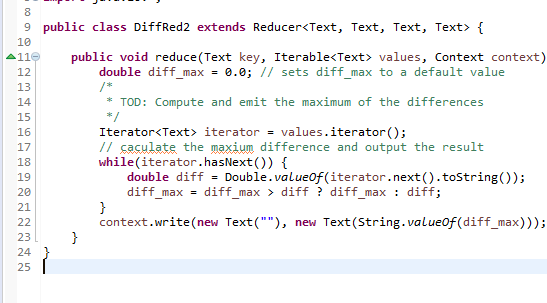 8
9 public class DiffRed2 extends Reducer<Text, Text, Text, Text> {
10
11 public void reduce(Text key, Iterable<Text> values, Context context)
12 double diff_max = 0.0; // sets diff_max to a default value
13 /*
14 * TOD: Compute and emit the maximum of the differences
15 */
16 Iterator<Text> iterator = values.iterator();
17 // caculate the maxium difference and output the result
18 while(iterator.hasNext()) {
19 double diff = Double.valueOf(iterator.next().toString());
20 diff_max = diff_max > diff ? diff_max : diff;
21 }
22 context.write(new Text(""), new Text(String.valueOf(diff_max)));
23 }
24 }
25